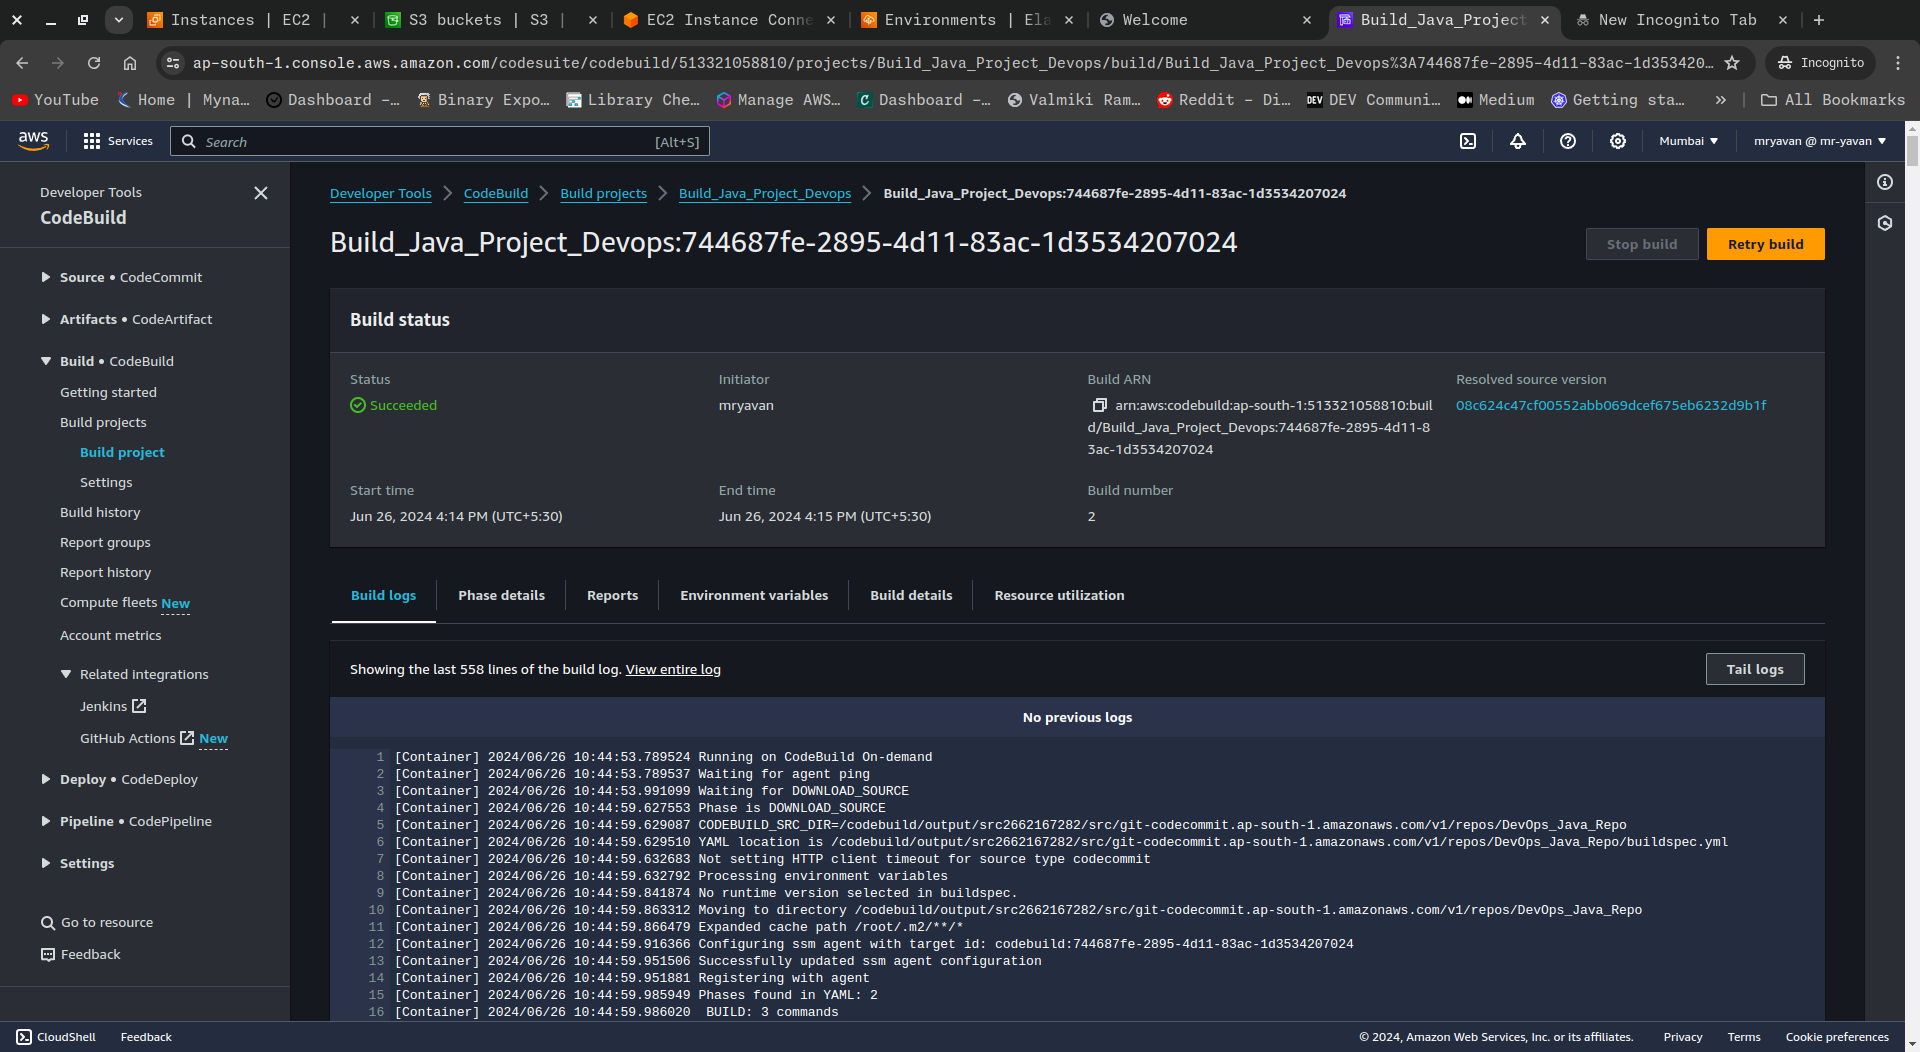 Instances | EC2 |
S3 buckets | S3 |
EC2 Instance Conne
Environments | Ela
Welcome
Build_Java_Project
New Incognito Tab
ap-south-1.console.aws.amazon.com/codesuite/codebuild/513321058810/projects/Build_Java_Project_Devops/build/Build_Java_Project_Devops%3A744687fe-2895-4d11-83ac-1d353420...
Incognito
YouTube
Home | Myna...
Dashboard –...
Binary Expo...
Library Che...
Manage AWS...
Dashboard –...
Valmiki Ram...
Reddit - Di...
DEV Communi...
Medium
Getting sta...
»
All Bookmarks
aws
Services
Search
[Alt+S]
Mumbai
mryavan @ mr-yavan
Developer Tools
CodeBuild
Source • CodeCommit
Artifacts • CodeArtifact
Build • CodeBuild
Getting started
Build projects
Build project
Settings
Build history
Report groups
Report history
Compute fleets New
Account metrics
Related integrations
Jenkins
GitHub Actions New
Deploy • CodeDeploy
Pipeline • CodePipeline
Settings
Go to resource
Feedback
Developer Tools
CodeBuild
Build projects
Build_Java_Project_Devops
Build_Java_Project_Devops:744687fe-2895-4d11-83ac-1d3534207024
Build_Java_Project_Devops:744687fe-2895-4d11-83ac-1d3534207024
Stop build
Retry build
Build status
Status
Succeeded
Initiator
mryavan
Build ARN
arn:aws:codebuild:ap-south-1:513321058810:buil
d/Build_Java_Project_Devops:744687fe-2895-4d11-8
3ac-1d3534207024
Resolved source version
08c624c47cf00552abb069dcef675eb6232d9b1f
Start time
Jun 26, 2024 4:14 PM (UTC+5:30)
End time
Jun 26, 2024 4:15 PM (UTC+5:30)
Build number
2
Build logs
Phase details
Reports
Environment variables
Build details
Resource utilization
Showing the last 558 lines of the build log. View entire log
Tail logs
No previous logs
1 [Container] 2024/06/26 10:44:53.789524 Running on CodeBuild On-demand
2 [Container] 2024/06/26 10:44:53.789537 Waiting for agent ping
3 [Container] 2024/06/26 10:44:53.991099 Waiting for DOWNLOAD_SOURCE
4 [Container] 2024/06/26 10:44:59.627553 Phase is DOWNLOAD_SOURCE
5 [Container] 2024/06/26 10:44:59.629087 CODEBUILD_SRC_DIR=/codebuild/output/src2662167282/src/git-codecommit.ap-south-1.amazonaws.com/v1/repos/DevOps_Java_Repo
6 [Container] 2024/06/26 10:44:59.629510 YAML location is /codebuild/output/src2662167282/src/git-codecommit.ap-south-1.amazonaws.com/v1/repos/DevOps_Java_Repo/buildspec.yml
7 [Container] 2024/06/26 10:44:59.632683 Not setting HTTP client timeout for source type codecommit
8 [Container] 2024/06/26 10:44:59.632792 Processing environment variables
9 [Container] 2024/06/26 10:44:59.841874 No runtime version selected in buildspec.
10 [Container] 2024/06/26 10:44:59.863312 Moving to directory /codebuild/output/src2662167282/src/git-codecommit.ap-south-1.amazonaws.com/v1/repos/DevOps_Java_Repo
11 [Container] 2024/06/26 10:44:59.866479 Expanded cache path /root/.m2/**/*
12 [Container] 2024/06/26 10:44:59.916366 Configuring ssm agent with target id: codebuild:744687fe-2895-4d11-83ac-1d3534207024
13 [Container] 2024/06/26 10:44:59.951506 Successfully updated ssm agent configuration
14 [Container] 2024/06/26 10:44:59.951881 Registering with agent
15 [Container] 2024/06/26 10:44:59.985949 Phases found in YAML: 2
16 [Container] 2024/06/26 10:44:59.986020  BUILD: 3 commands
CloudShell
Feedback
© 2024, Amazon Web Services, Inc. or its affiliates.
Privacy
Terms
Cookie preferences